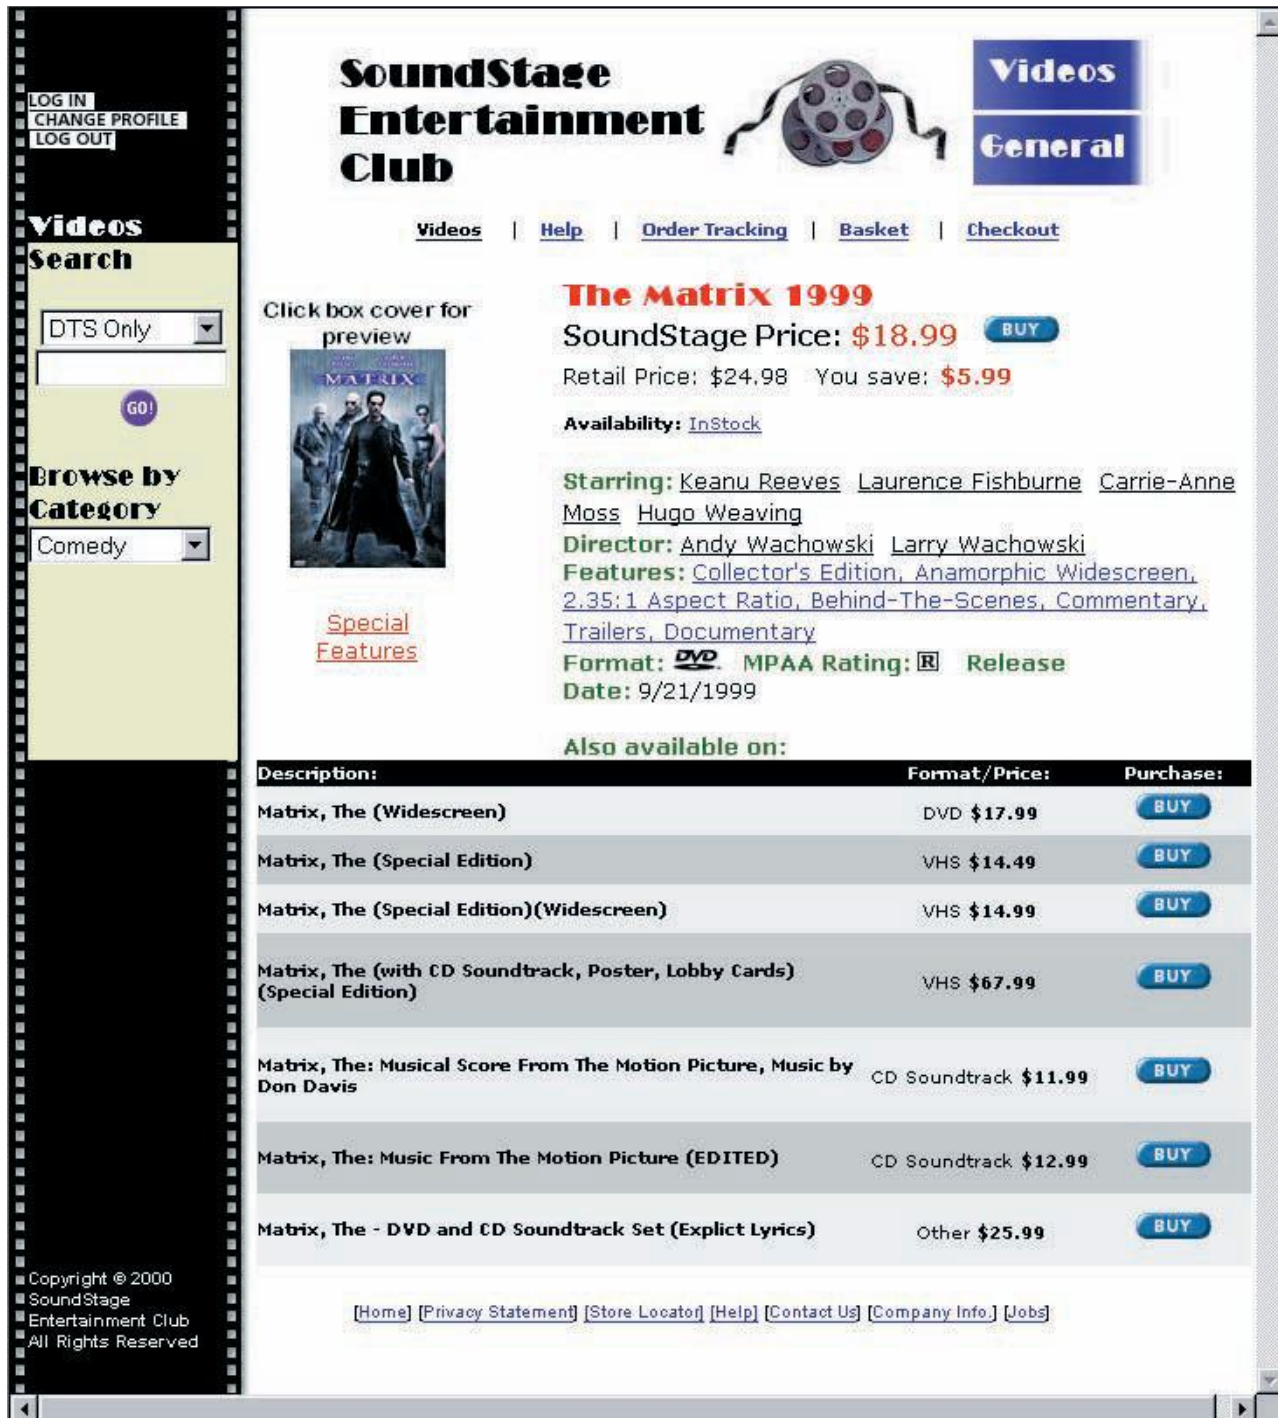 LOG IN
CHANGE PROFILE
LOG OUT
Videos
Search
DTS Only
GO!
Browse by
Category
Comedy
SoundStage
Entertainment
Club
Videos
General
Videos | Help | Order Tracking | Basket | Checkout
Click box cover for
preview
MATRIX
Special
Features
The Matrix 1999
SoundStage Price: $18.99 BUY
Retail Price: $24.98 You save: $5.99
Availability: InStock
Starring: Keanu Reeves Laurence Fishburne Carrie-Anne
Moss Hugo Weaving
Director: Andy Wachowski Larry Wachowski
Features: Collector's Edition, Anamorphic Widescreen,
2.35:1 Aspect Ratio, Behind-The-Scenes, Commentary,
Trailers, Documentary
Format: DVD MPAA Rating: R Release
Date: 9/21/1999
Also available on:
Description: Format/Price: Purchase:
Matrix, The (Widescreen) DVD $17.99 BUY
Matrix, The (Special Edition) VHS $14.49 BUY
Matrix, The (Special Edition)(Widescreen) VHS $14.99 BUY
Matrix, The (with CD Soundtrack, Poster, Lobby Cards)
(Special Edition) VHS $67.99 BUY
Matrix, The: Musical Score From The Motion Picture, Music by
Don Davis CD Soundtrack $11.99 BUY
Matrix, The: Music From The Motion Picture (EDITED) CD Soundtrack $12.99 BUY
Matrix, The - DVD and CD Soundtrack Set (Explict Lyrics) Other $25.99 BUY
Copyright © 2000
SoundStage
Entertainment Club
All Rights Reserved
[Home] [Privacy Statement] [Store Locator] [Help] [Contact Us] [Company Info.] [Jobs]